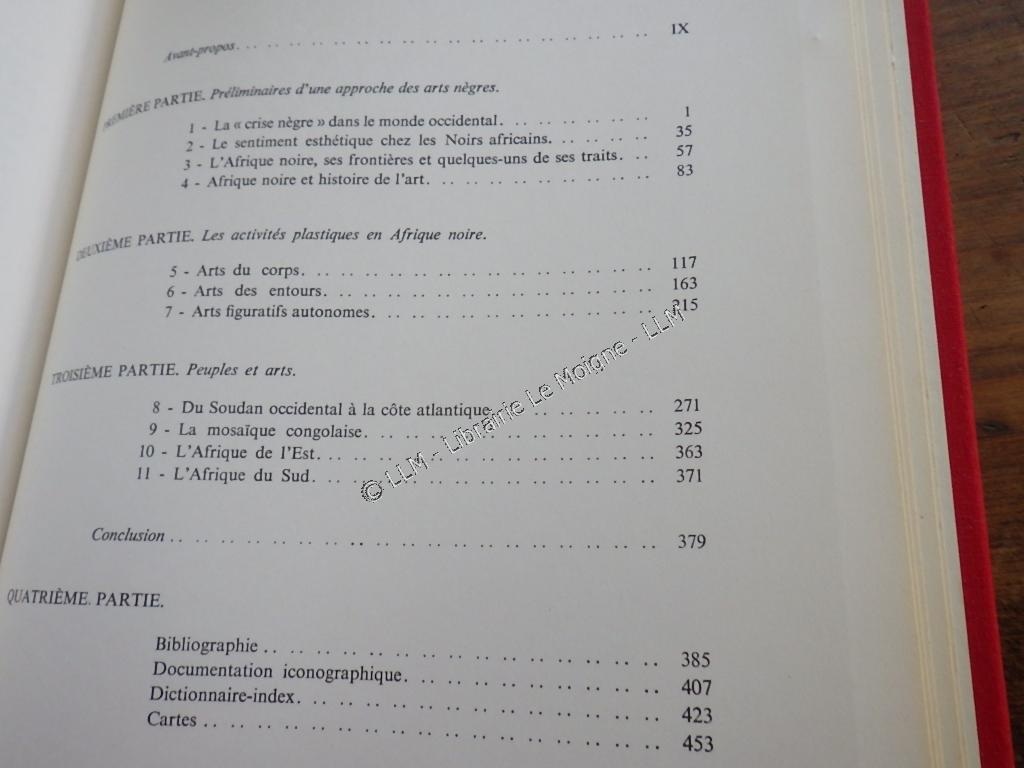 Avant-propos. . . . . . . . . . . . . . . . . . . . IX
PREMIÈRE PARTIE. Préliminaires d'une approche des arts nègres.
1 - La « crise nègre » dans le monde occidental. . . . . . . . . . 1
2 - Le sentiment esthétique chez les Noirs africains. . . . . . . . 35
3 - L'Afrique noire, ses frontières et quelques-uns de ses traits. . . 57
4 - Afrique noire et histoire de l'art. . . . . . . . . . . . . 83
DEUXIÈME PARTIE. Les activités plastiques en Afrique noire.
5 - Arts du corps. . . . . . . . . . . . . . . . . . . 117
6 - Arts des entours. . . . . . . . . . . . . . . . . . 163
7 - Arts figuratifs autonomes. . . . . . . . . . . . . . . 215
TROISIÈME PARTIE. Peuples et arts.
8 - Du Soudan occidental à la côte atlantique. . . . . . . . . . 271
9 - La mosaïque congolaise. . . . . . . . . . . . . . . . 325
10 - L'Afrique de l'Est. . . . . . . . . . . . . . . . . . 363
11 - L'Afrique du Sud. . . . . . . . . . . . . . . . . . 371
Conclusion . . . . . . . . . . . . . . . . . . . . . . 379
QUATRIÈME. PARTIE.
Bibliographie . . . . . . . . . . . . . . . . . . . . 385
Documentation iconographique. . . . . . . . . . . . . . 407
Dictionnaire-index. . . . . . . . . . . . . . . . . . . 423
Cartes . . . . . . . . . . . . . . . . . . . . . . . 453
© LLM - Librairie Le Moigne - LLM